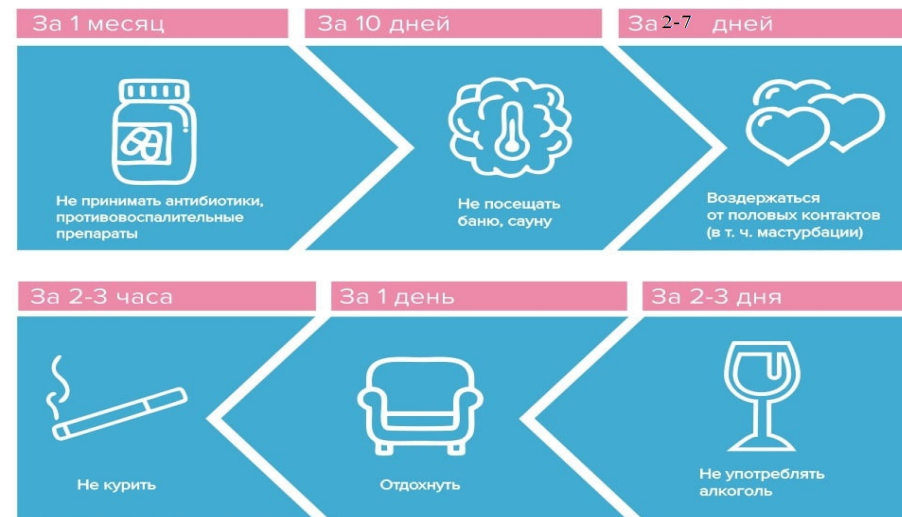 За 1 месяц
За 10 дней
За 2-7 дней
Не принимать антибиотики,
противовоспалительные
препараты
Не посещать
баню, сауну
Воздержаться
от половых контактов
(в т. ч. мастурбации)
За 2-3 часа
За 1 день
За 2-3 дня
Не курить
Отдохнуть
Не употреблять
алкоголь